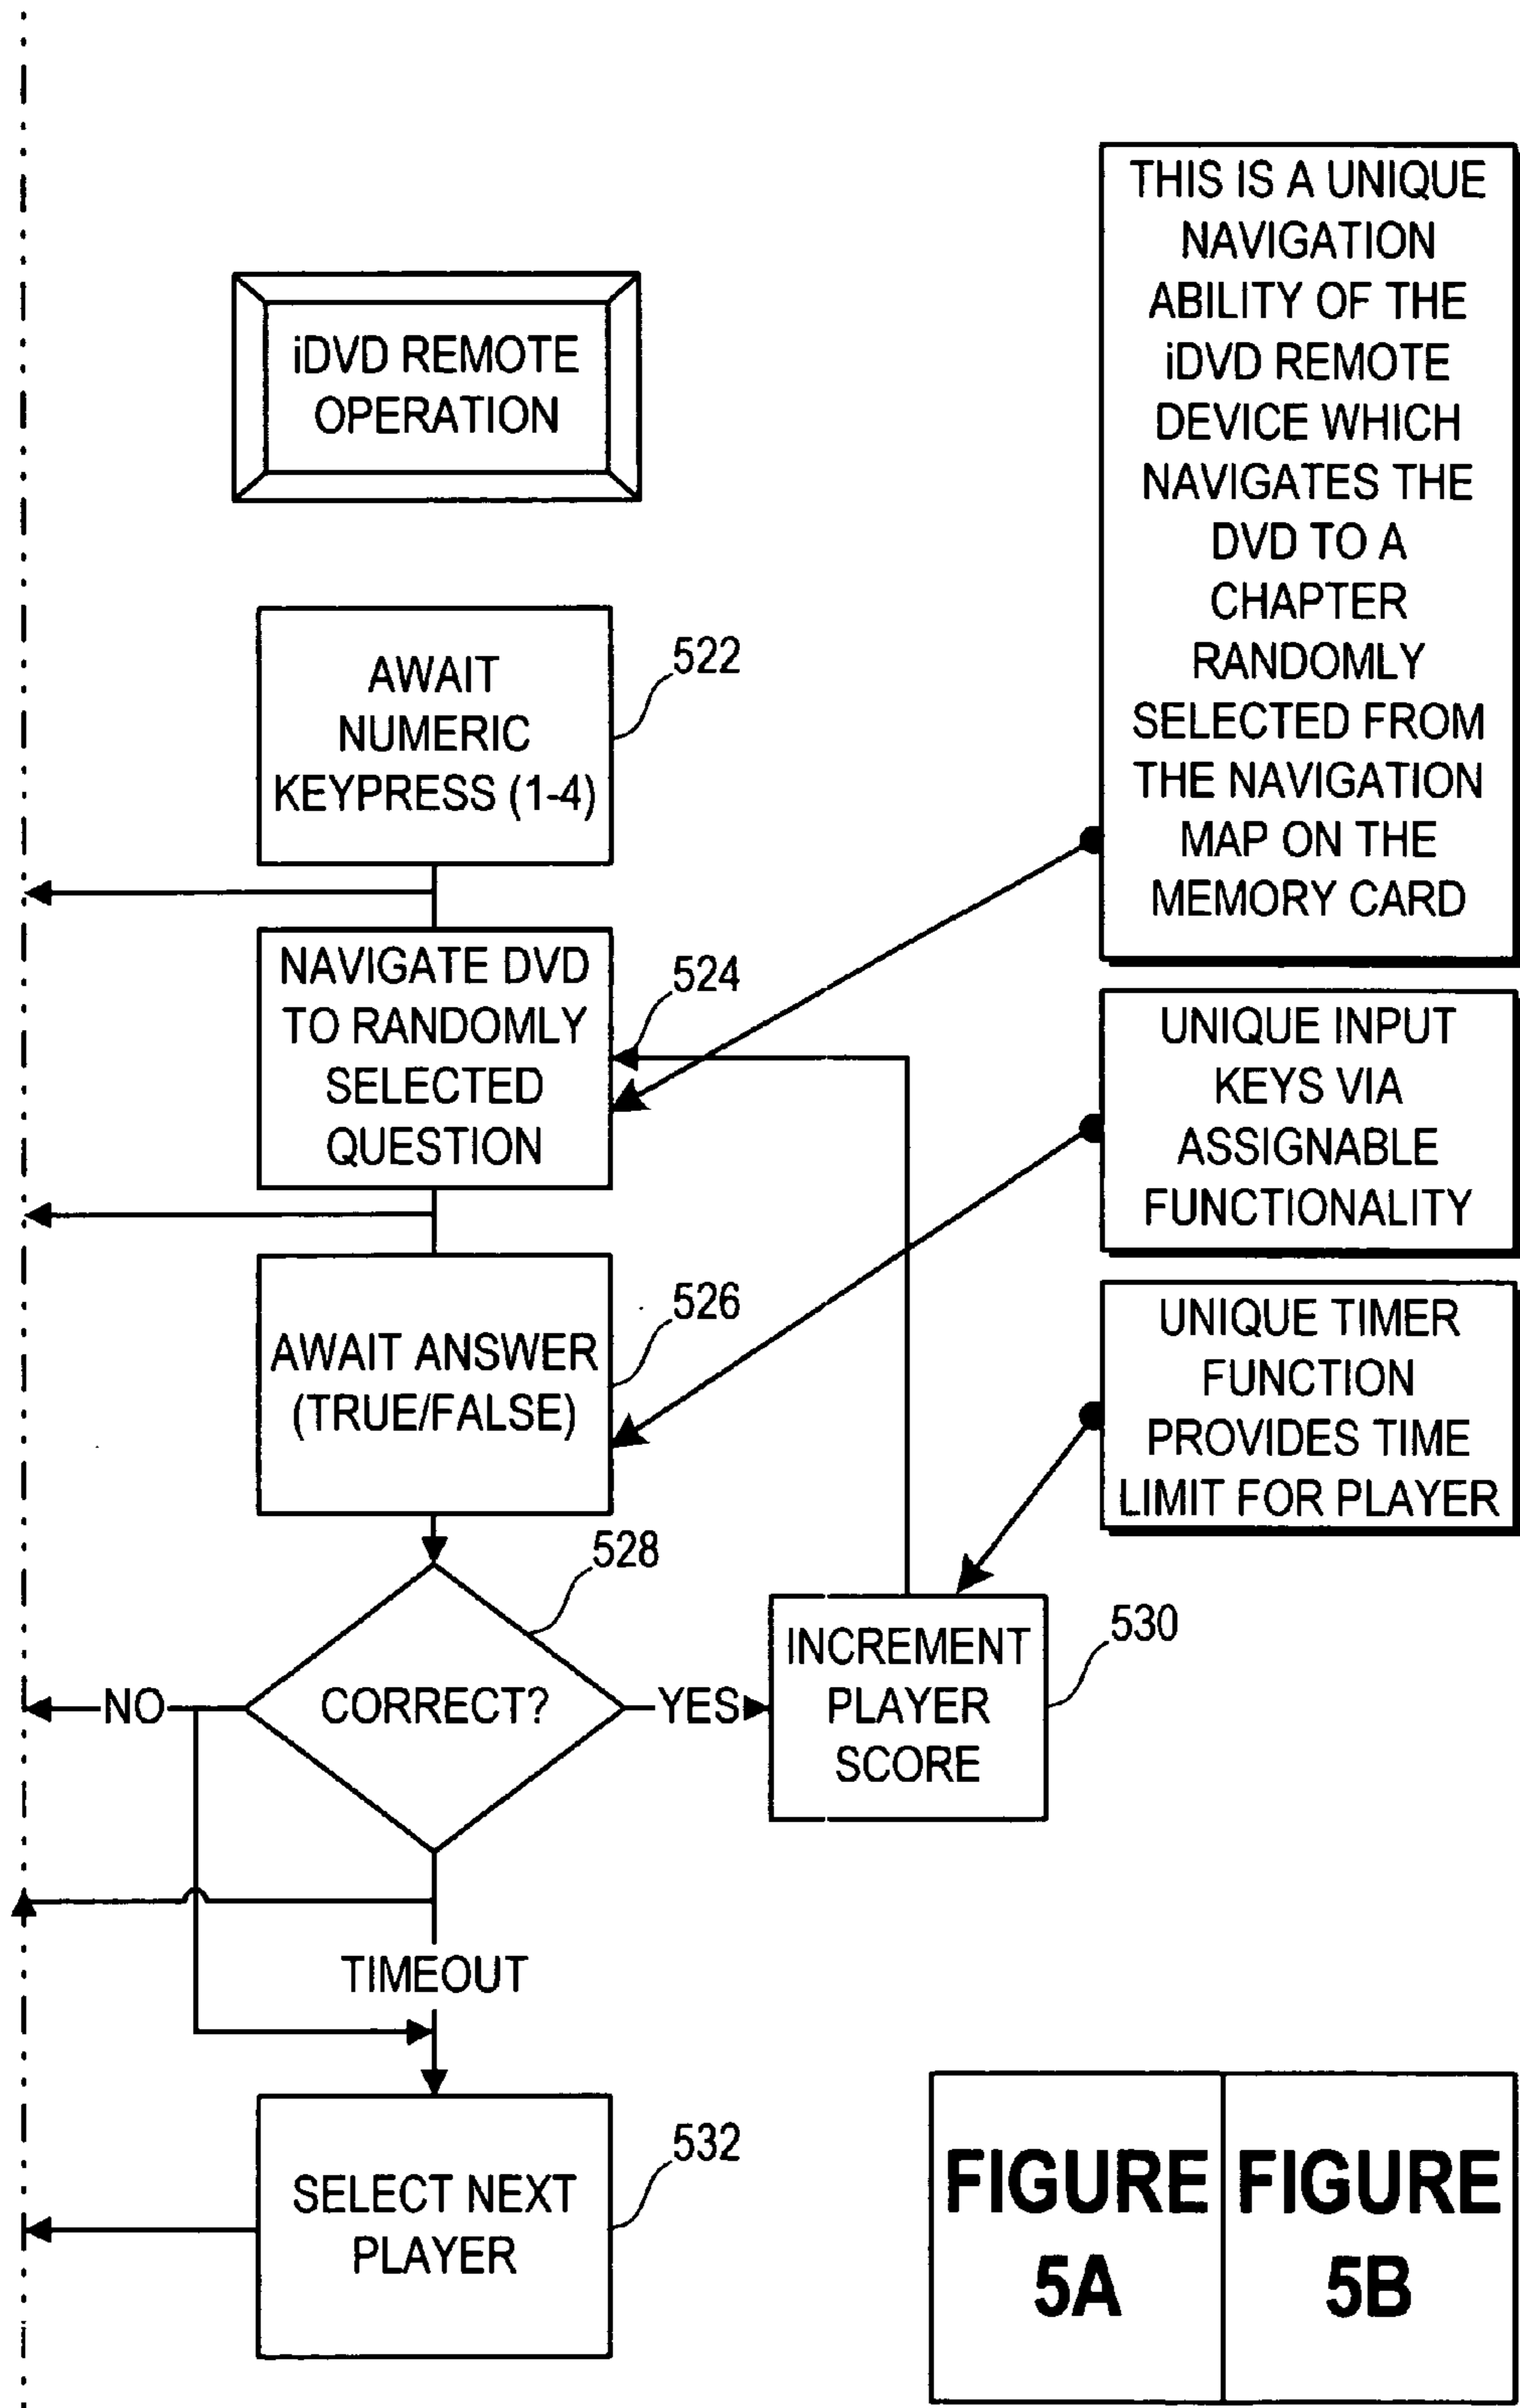 iDVD REMOTE
OPERATION
THIS IS A UNIQUE
NAVIGATION
ABILITY OF THE
iDVD REMOTE
DEVICE WHICH
NAVIGATES THE
DVD TO A
CHAPTER
RANDOMLY
SELECTED FROM
THE NAVIGATION
MAP ON THE
MEMORY CARD
AWAIT
NUMERIC
KEYPRESS (1-4)
522
NAVIGATE DVD
TO RANDOMLY
SELECTED
QUESTION
524
UNIQUE INPUT
KEYS VIA
ASSIGNABLE
FUNCTIONALITY
AWAIT ANSWER
(TRUE/FALSE)
526
UNIQUE TIMER
FUNCTION
PROVIDES TIME
LIMIT FOR PLAYER
528
CORRECT?
NO
YES
INCREMENT
PLAYER
SCORE
530
TIMEOUT
SELECT NEXT
PLAYER
532
FIGURE
5A
FIGURE
5B